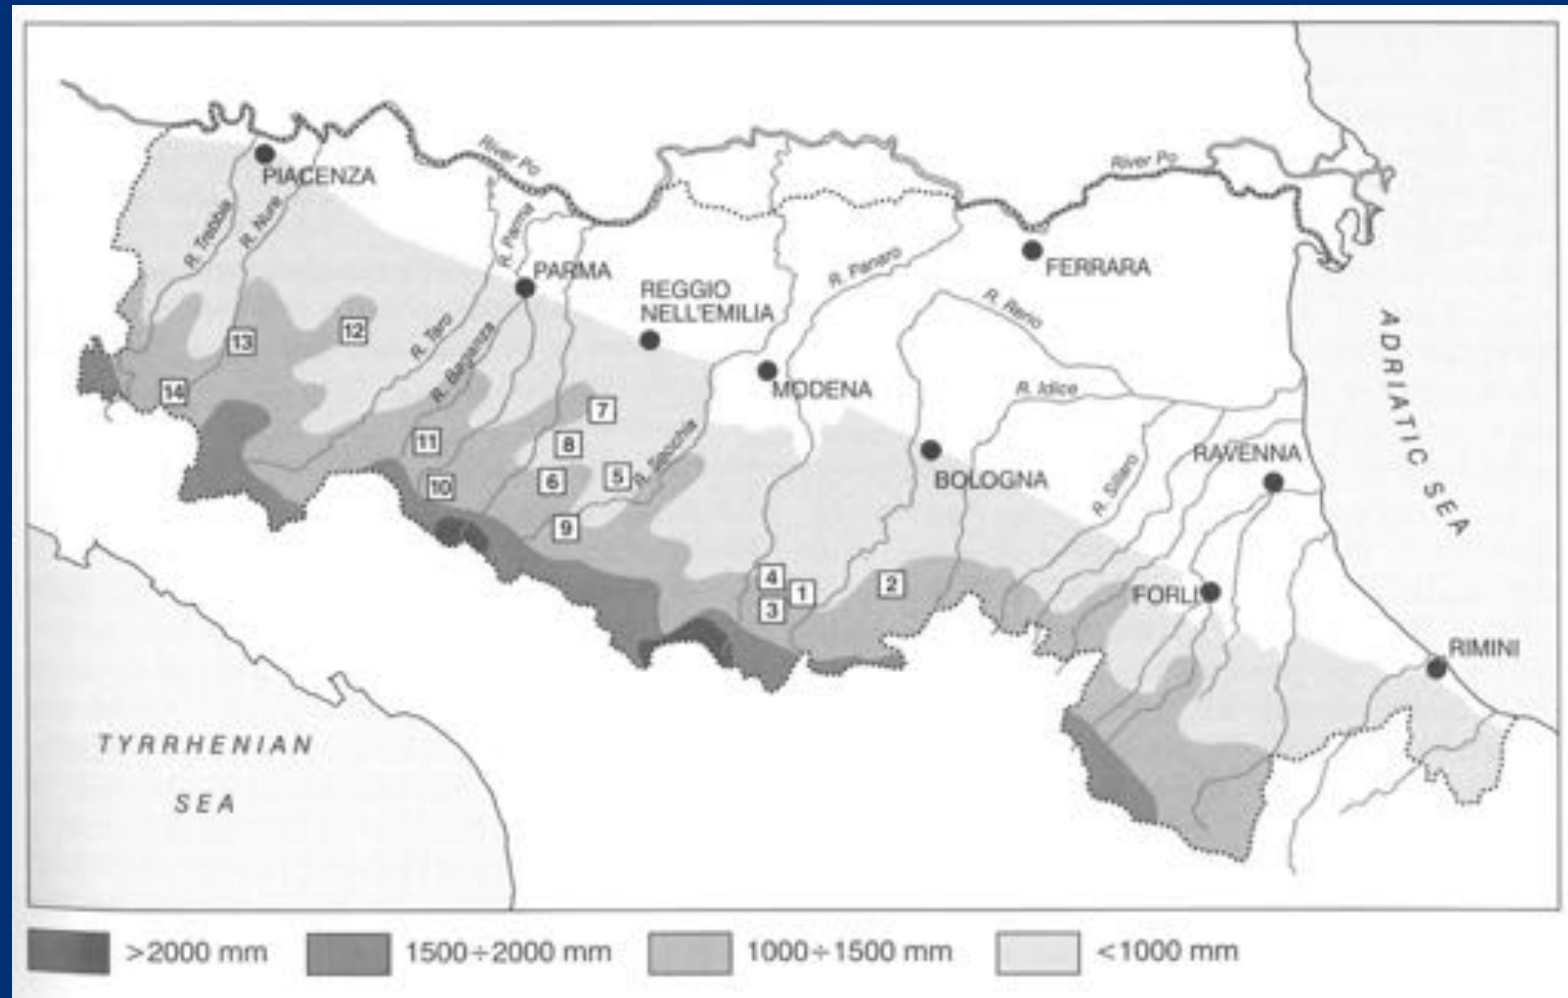 River Po
River Po
PIACENZA
R. Trebbia
R. Nure
R. Parma
FERRARA
R. Panaro
PARMA
REGGIO
NELL'EMILIA
R. Reno
R. Taro
ADRIATIC SEA
12
13
R. Baganza
MODENA
R. Idice
14
7
11
8
R. Secchia
BOLOGNA
RAVENNA
5
6
10
R. Sillaro
9
4
1
2
3
FORLI
RIMINI
TYRRHENIAN
SEA
>2000 mm
1500÷2000 mm
1000÷1500 mm
<1000 mm